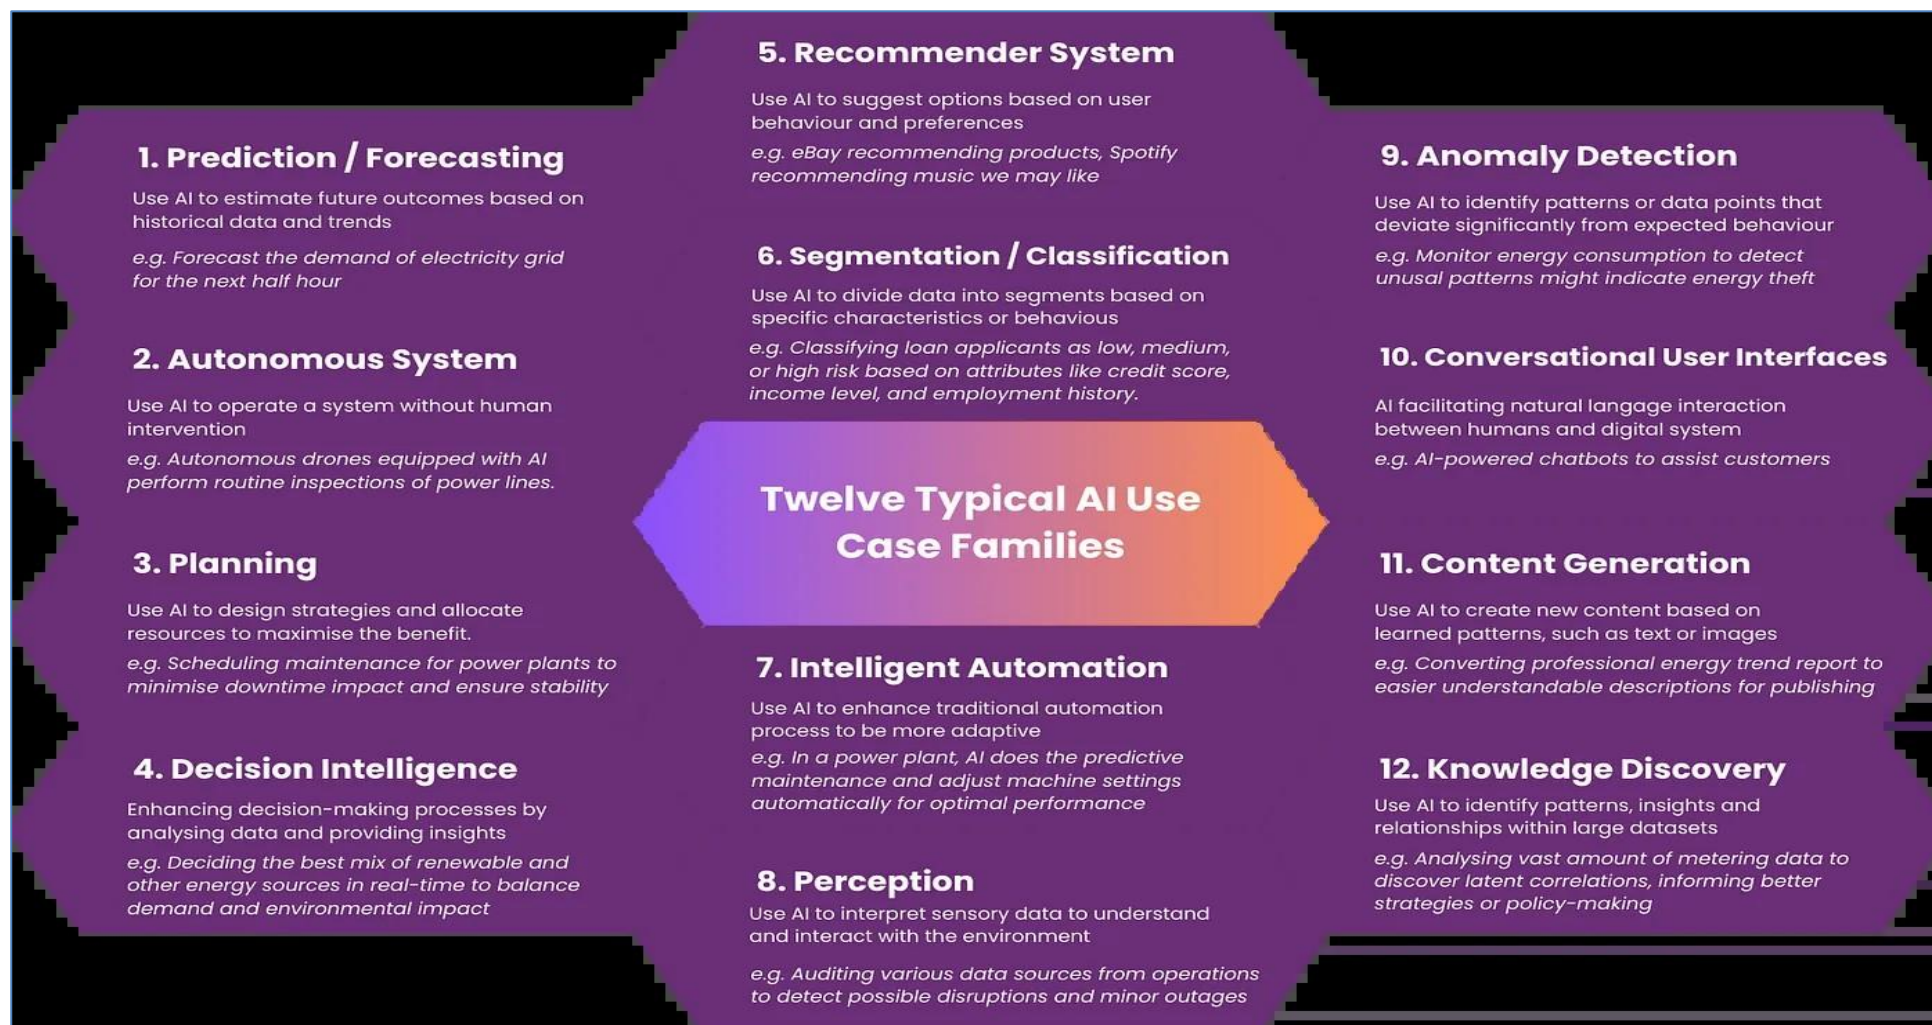 1. Prediction / Forecasting
Use AI to estimate future outcomes based on
historical data and trends
e.g. Forecast the demand of electricity grid
for the next half hour
2. Autonomous System
Use AI to operate a system without human
intervention
e.g. Autonomous drones equipped with AI
perform routine inspections of power lines.
3. Planning
Use AI to design strategies and allocate
resources to maximise the benefit.
e.g. Scheduling maintenance for power plants to
minimise downtime impact and ensure stability
4. Decision Intelligence
Enhancing decision-making processes by
analysing data and providing insights
e.g. Deciding the best mix of renewable and
other energy sources in real-time to balance
demand and environmental impact
5. Recommender System
Use AI to suggest options based on user
behaviour and preferences
e.g. eBay recommending products, Spotify
recommending music we may like
6. Segmentation / Classification
Use AI to divide data into segments based on
specific characteristics or behavious
e.g. Classifying loan applicants as low, medium,
or high risk based on attributes like credit score,
income level, and employment history.
Twelve Typical AI Use
Case Families
7. Intelligent Automation
Use AI to enhance traditional automation
process to be more adaptive
e.g. In a power plant, AI does the predictive
maintenance and adjust machine settings
automatically for optimal performance
8. Perception
Use AI to interpret sensory data to understand
and interact with the environment
e.g. Auditing various data sources from operations
to detect possible disruptions and minor outages
9. Anomaly Detection
Use AI to identify patterns or data points that
deviate significantly from expected behaviour
e.g. Monitor energy consumption to detect
unusal patterns might indicate energy theft
10. Conversational User Interfaces
AI facilitating natural langage interaction
between humans and digital system
e.g. AI-powered chatbots to assist customers
11. Content Generation
Use AI to create new content based on
learned patterns, such as text or images
e.g. Converting professional energy trend report to
easier understandable descriptions for publishing
12. Knowledge Discovery
Use AI to identify patterns, insights and
relationships within large datasets
e.g. Analysing vast amount of metering data to
discover latent correlations, informing better
strategies or policy-making